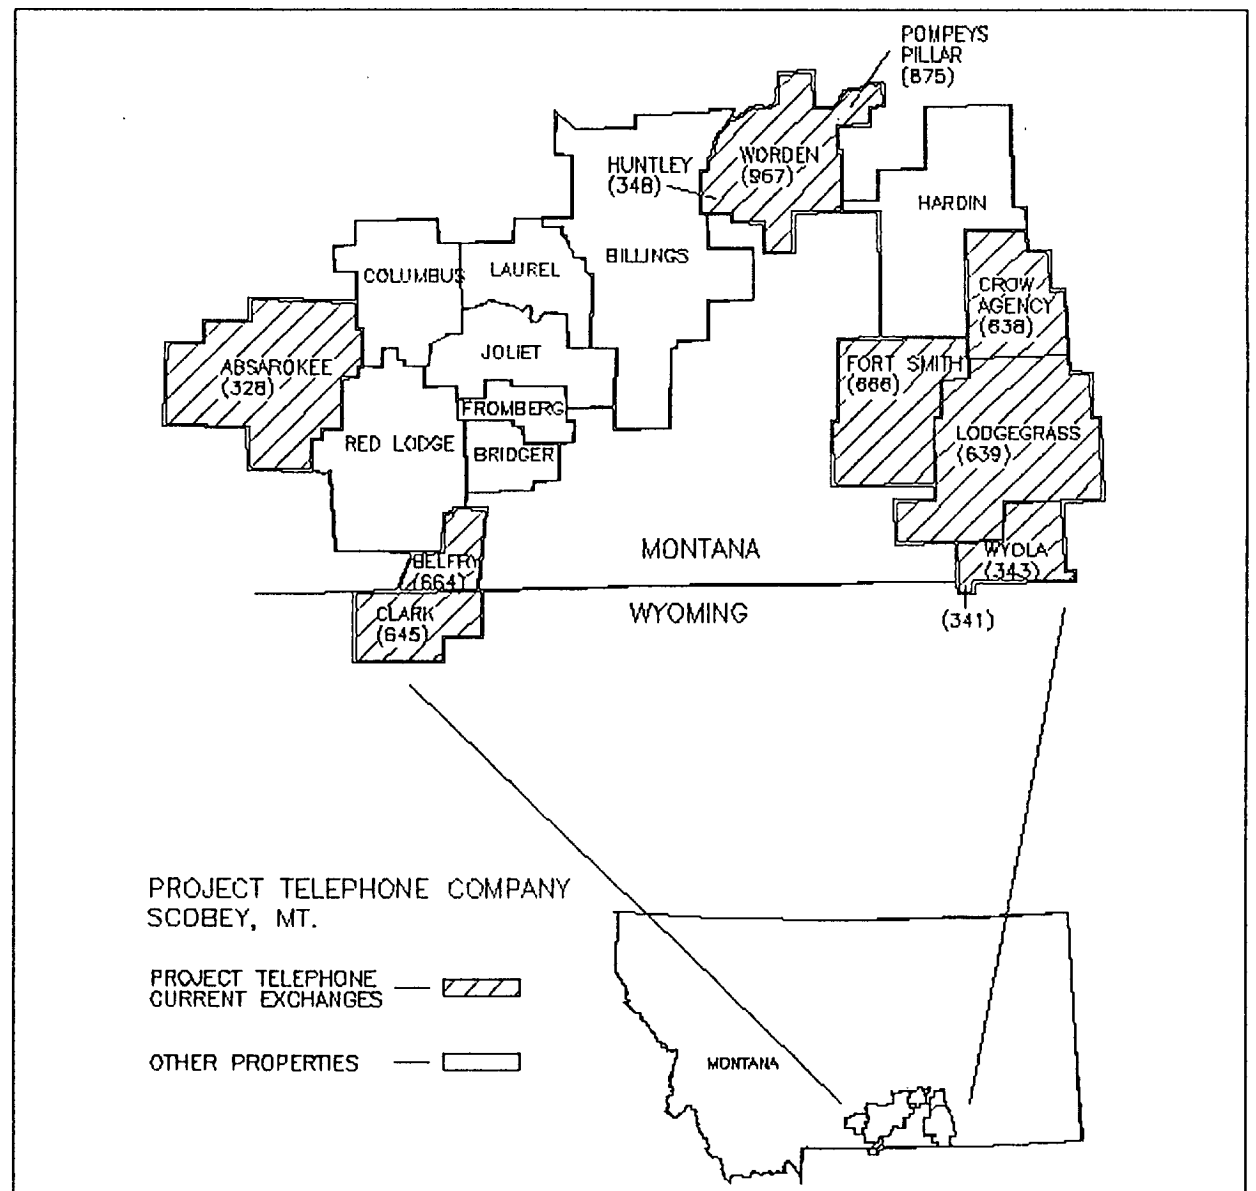 POMPEYS
PILLAR
(875)
HUNTLEY
(348)
WORDEN
(967)
HARDIN
COLUMBUS
LAUREL
BILLINGS
CROW
AGENCY
(638)
ABSAROKEE
(328)
JOLIET
FORT SMITH
(666)
FROMBERG
RED LODGE
BRIDGER
LODGEGRASS
(639)
MONTANA
WYOLA
(343)
BELFRY
(664)
WYOMING
CLARK
(645)
(341)
PROJECT TELEPHONE COMPANY
SCOBEY, MT.
PROJECT TELEPHONE
CURRENT EXCHANGES
OTHER PROPERTIES
MONTANA